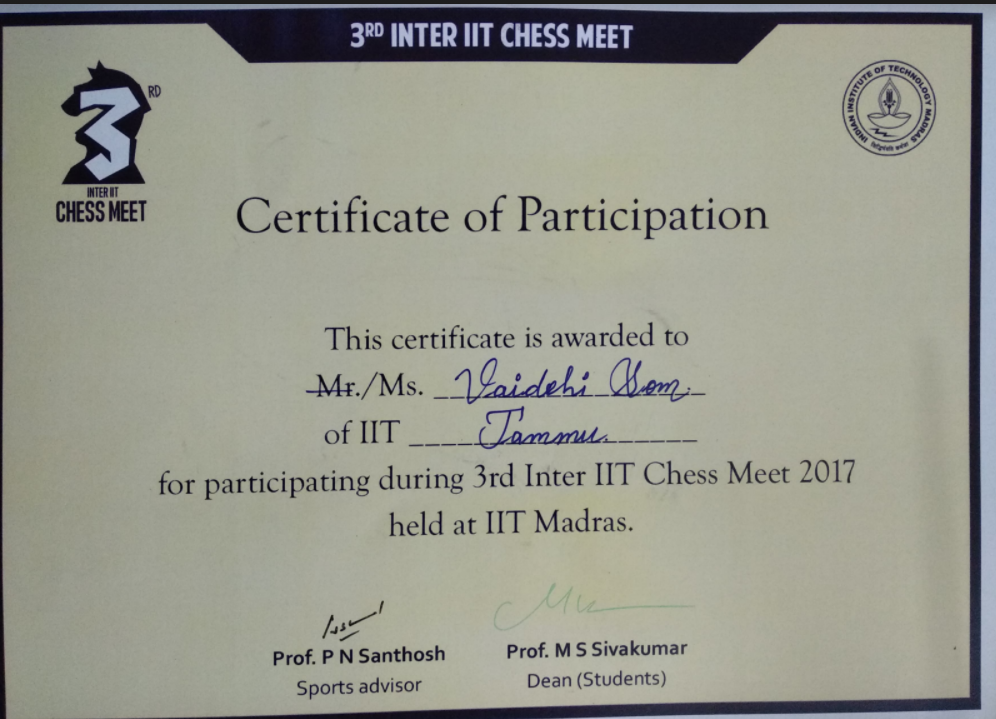 3RD INTER IIT CHESS MEET
3
RD
INTER IIT
CHESS MEET
INDIAN INSTITUTE OF TECHNOLOGY MADRAS
Certificate of Participation
This certificate is awarded to
Mr./Ms. Vaidehi Som.
of IIT Jammu.
for participating during 3rd Inter IIT Chess Meet 2017
held at IIT Madras.
Prof. P N Santhosh
Sports advisor
Prof. M S Sivakumar
Dean (Students)